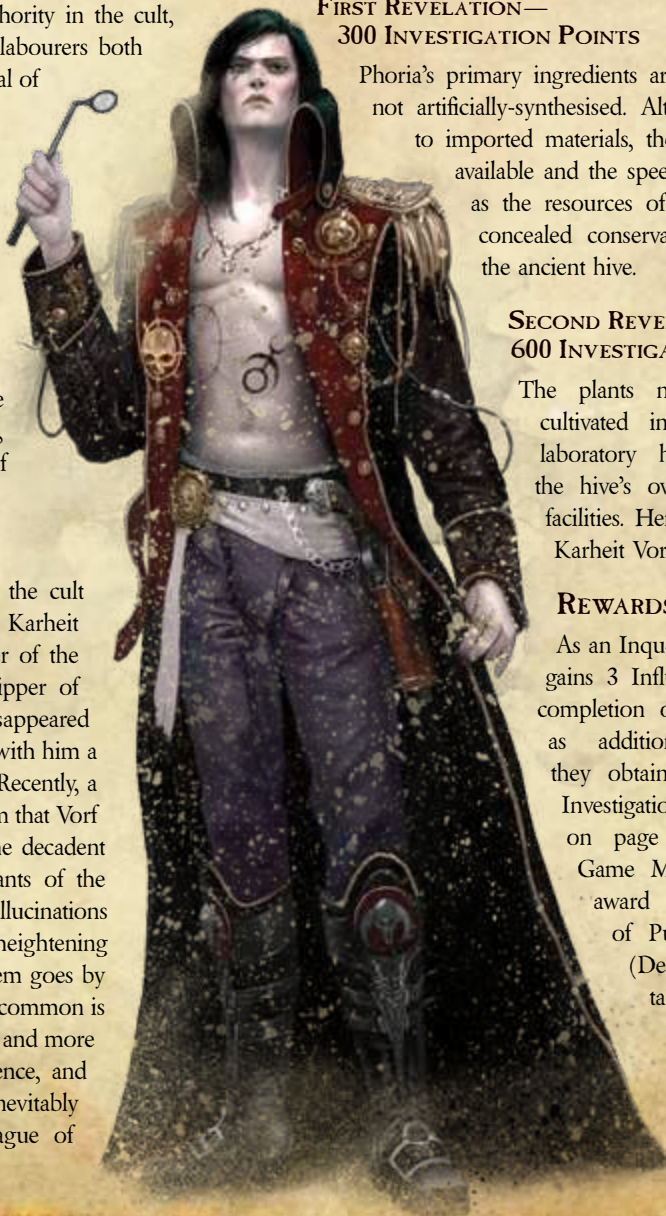 hority in the cult,
labourers both
al of
e
,
f
the cult
Karheit
r of the
ipper of
sappeared
with him a
Recently, a
m that Vorf
he decadent
ants of the
llucinations
heightening
em goes by
common is
and more
ence, and
nevitably
ague of
First Revelation—
300 Investigation Points
Phoria’s primary ingredients ar
not artificially-synthesised. Alt
to imported materials, the
available and the spee
as the resources of
concealed conserva
the ancient hive.
Second Reve
600 Investiga
The plants n
cultivated in
laboratory h
the hive’s ov
facilities. Her
Karheit Vor
Rewards
As an Inque
gains 3 Influ
completion o
as addition
they obtain
Investigatio
on page
Game M
award
of Pu
(De
ta